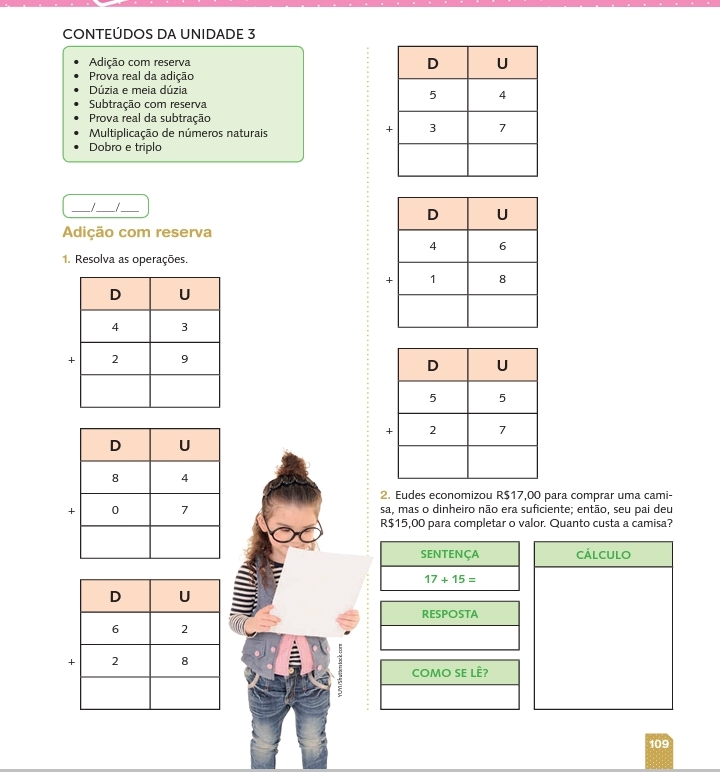 CONTEÚDOS DA UNIDADE 3
• Adição com reserva
• Prova real da adição
• Dúzia e meia dúzia
• Subtração com reserva
• Prova real da subtração
• Multiplicação de números naturais
• Dobro e triplo
___/___/___
Adição com reserva
1. Resolva as operações.
D U
4 3
+ 2 9
D U
8 4
+ 0 7
D U
6 2
+ 2 8
D U
5 4
+ 3 7
D U
4 6
+ 1 8
D U
5 5
+ 2 7
2. Eudes economizou R$17,00 para comprar uma cami-
sa, mas o dinheiro não era suficiente; então, seu pai deu
R$15,00 para completar o valor. Quanto custa a camisa?
SENTENÇA
17 + 15 =
RESPOSTA
COMO SE LÊ?
CÁLCULO
YUYI/Shutterstock.com
109